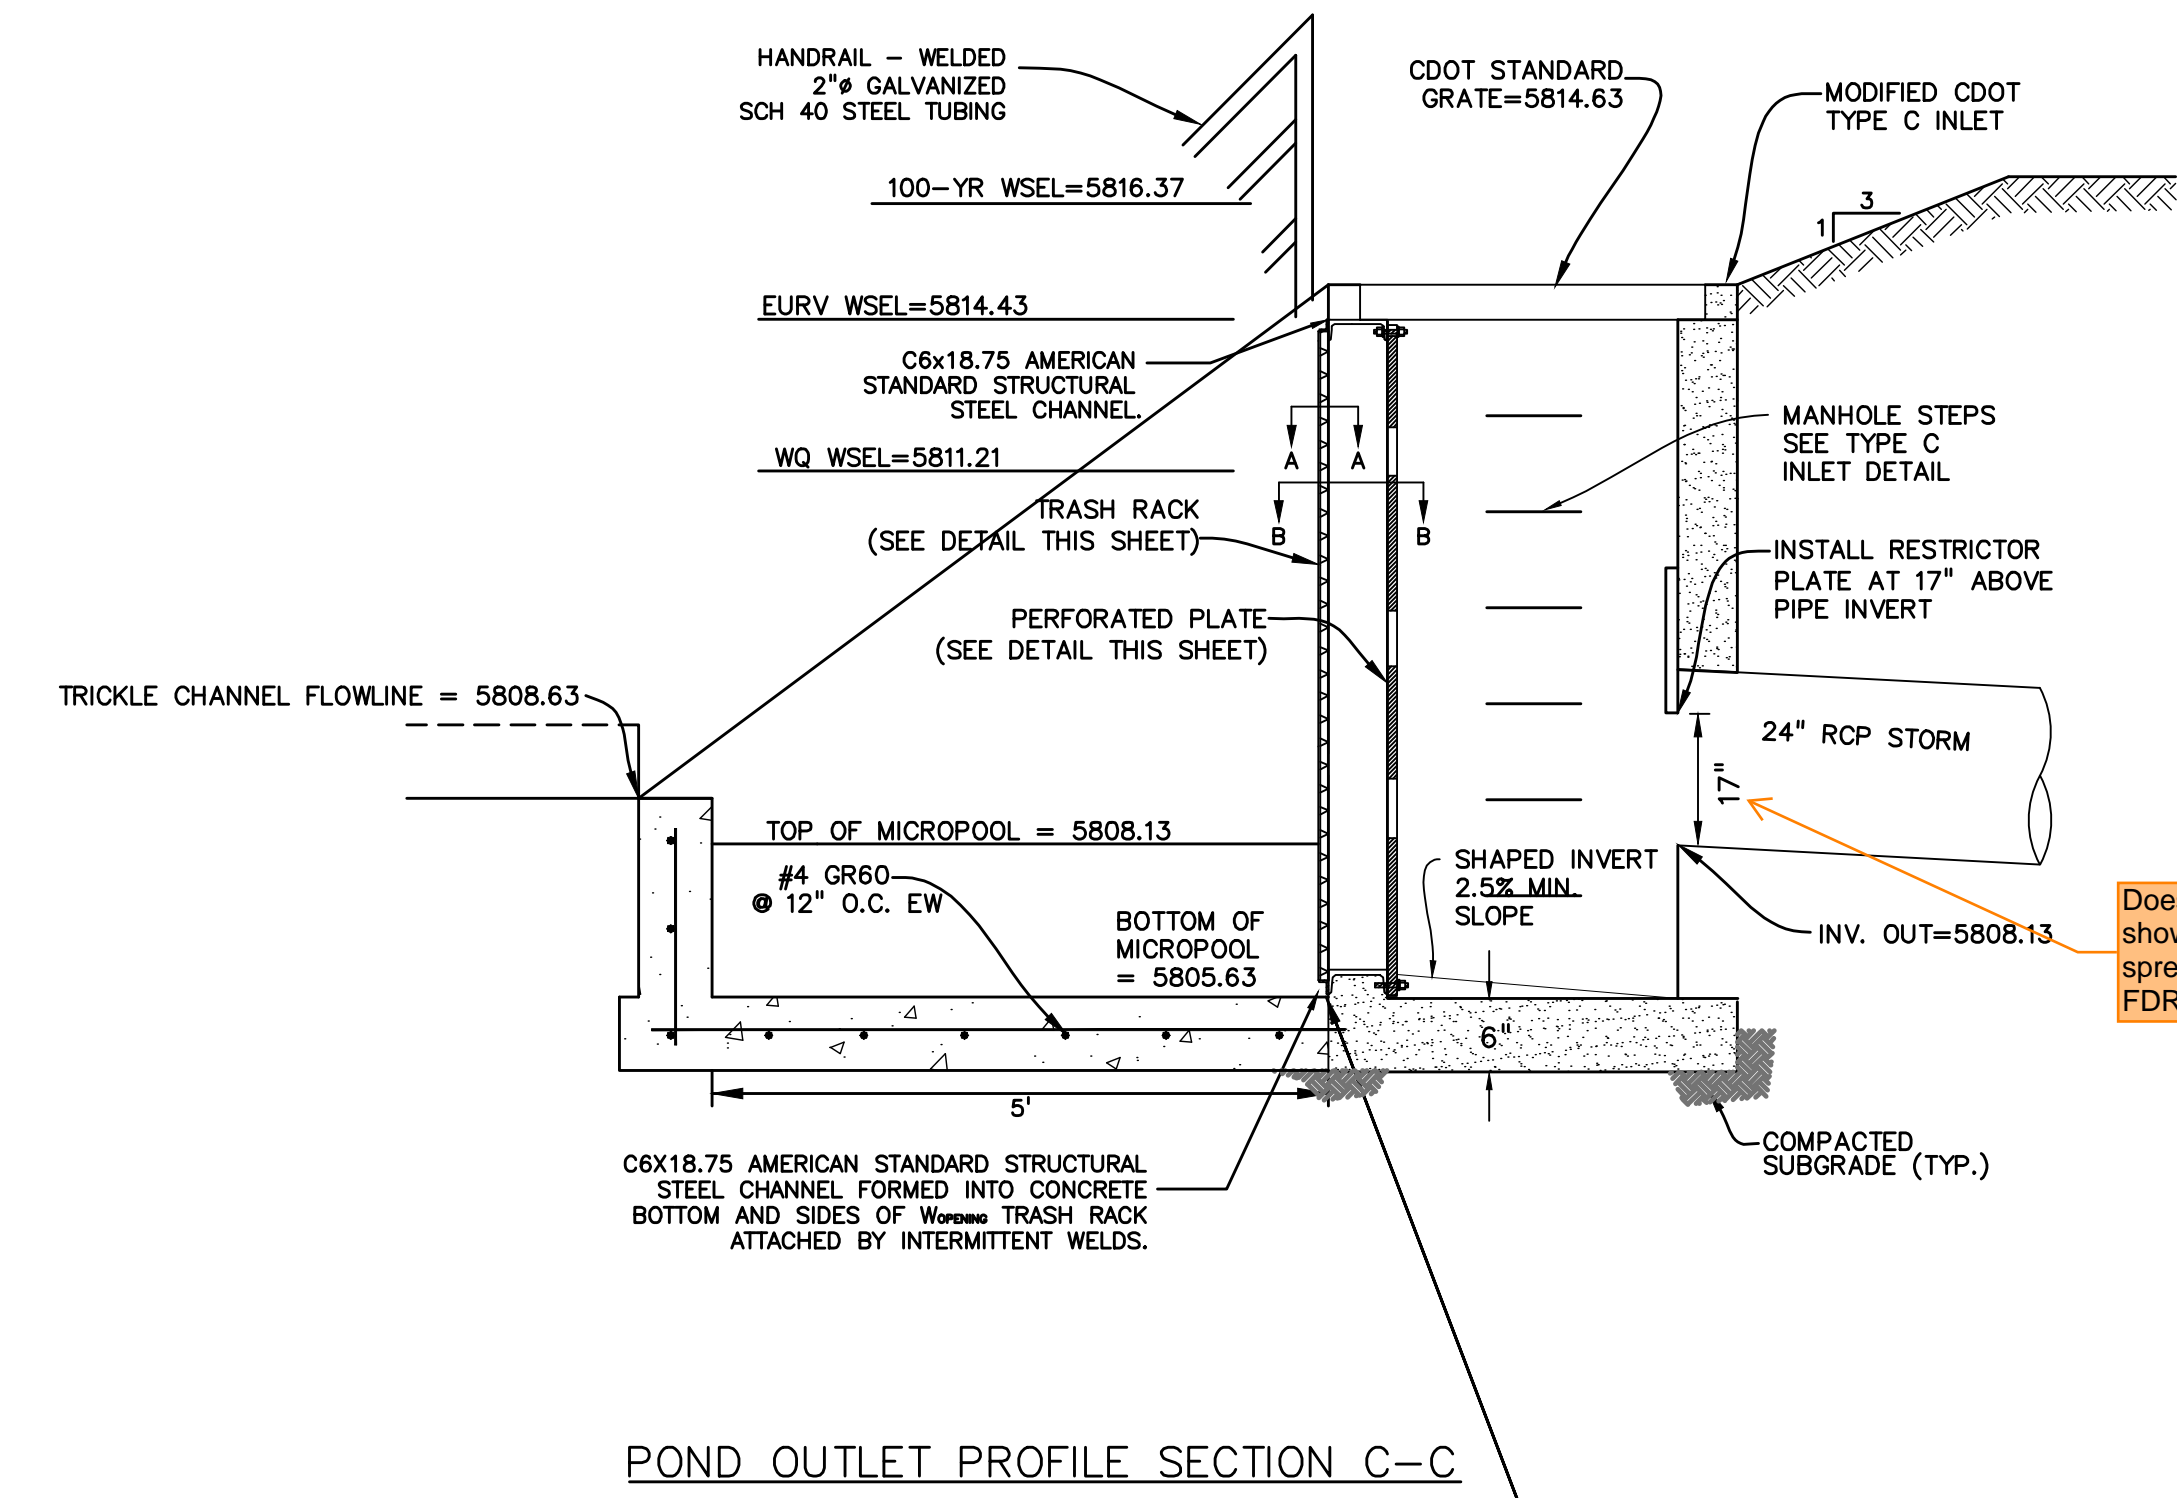 HANDRAIL - WELDED
2"ø GALVANIZED
SCH 40 STEEL TUBING
CDOT STANDARD
GRATE=5814.63
MODIFIED CDOT
TYPE C INLET
100-YR WSEL=5816.37
3
1
EURV WSEL=5814.43
C6x18.75 AMERICAN
STANDARD STRUCTURAL
STEEL CHANNEL.
WQ WSEL=5811.21
A A
B B
MANHOLE STEPS
SEE TYPE C
INLET DETAIL
TRASH RACK
(SEE DETAIL THIS SHEET)
INSTALL RESTRICTOR
PLATE AT 17" ABOVE
PIPE INVERT
PERFORATED PLATE
(SEE DETAIL THIS SHEET)
TRICKLE CHANNEL FLOWLINE = 5808.63
24" RCP STORM
17"
TOP OF MICROPOOL = 5808.13
#4 GR60
@ 12" O.C. EW
BOTTOM OF
MICROPOOL
= 5805.63
SHAPED INVERT
2.5% MIN.
SLOPE
INV. OUT=5808.13
FDR
6"
5'
COMPACTED
SUBGRADE (TYP.)
C6X18.75 AMERICAN STANDARD STRUCTURAL
STEEL CHANNEL FORMED INTO CONCRETE
BOTTOM AND SIDES OF WOPENING TRASH RACK
ATTACHED BY INTERMITTENT WELDS.
POND OUTLET PROFILE SECTION C-C